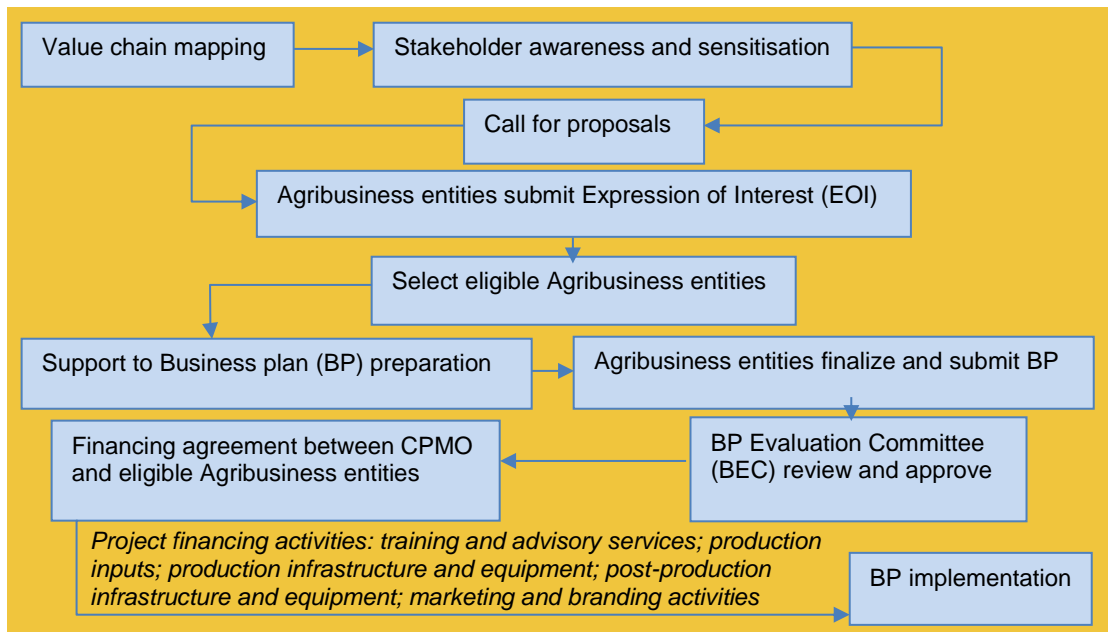 Value chain mapping
Stakeholder awareness and sensitisation
Call for proposals
Agribusiness entities submit Expression of Interest (EOI)
Select eligible Agribusiness entities
Support to Business plan (BP) preparation
Agribusiness entities finalize and submit BP
BP Evaluation Committee
(BEC) review and approve
Financing agreement between CPMO
and eligible Agribusiness entities
Project financing activities: training and advisory services; production
inputs; production infrastructure and equipment; post-production
infrastructure and equipment; marketing and branding activities
BP implementation